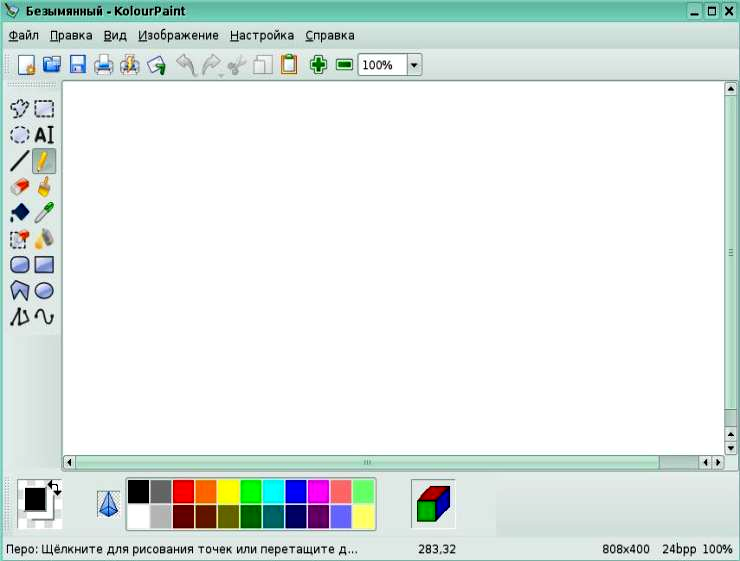 Безымянный - KolourPaint
Файл Правка Вид Изображение Настройка Справка
100%
AI
Перо: Щёлкните для рисования точек или перетащите д... 283,32 808x400 24bpp 100%